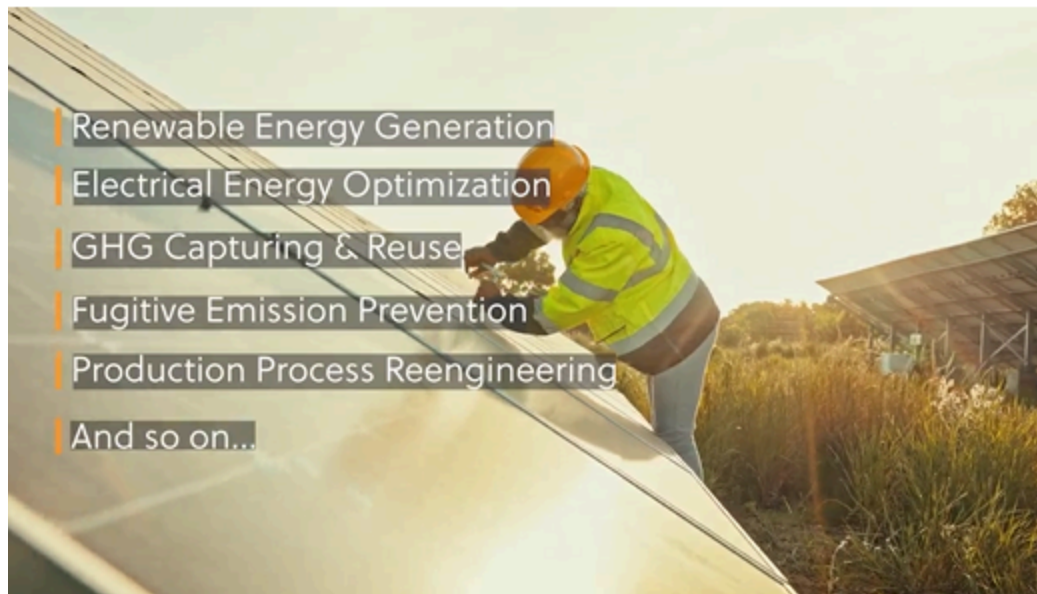 Renewable Energy Generation
Electrical Energy Optimization
GHG Capturing & Reuse
Fugitive Emission Prevention
Production Process Reengineering
And so on...